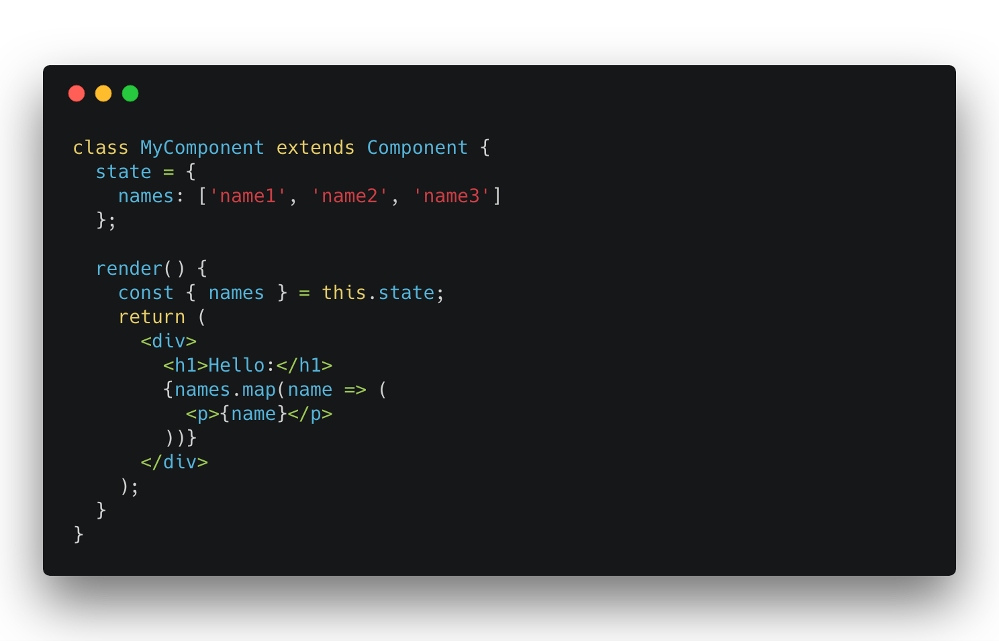 class MyComponent extends Component {
  state = {
    names: ['name1', 'name2', 'name3']
  };

  render() {
    const { names } = this.state;
    return (
      <div>
        <h1>Hello:</h1>
        {names.map(name => (
          <p>{name}</p>
        ))}
      </div>
    );
  }
}